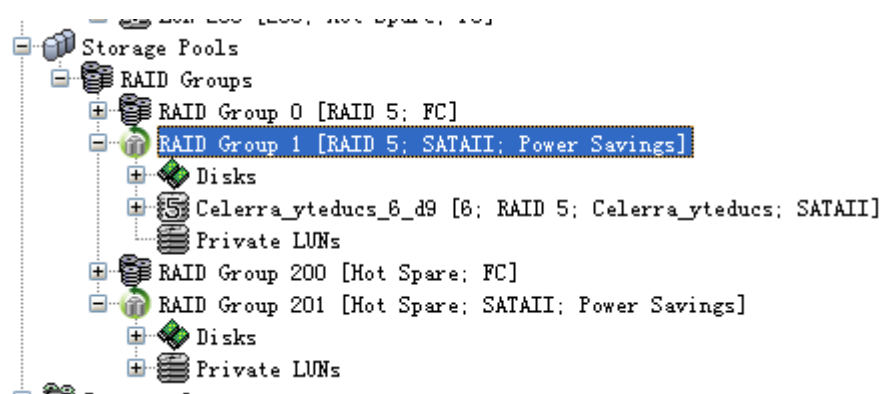 Storage Pools
RAID Groups
RAID Group 0 [RAID 5; FC]
RAID Group 1 [RAID 5; SATAII; Power Savings]
Disks
Celerra_yteducs_6_d9 [6; RAID 5; Celerra_yteducs; SATAII]
Private LUNs
RAID Group 200 [Hot Spare; FC]
RAID Group 201 [Hot Spare; SATAII; Power Savings]
Disks
Private LUNs